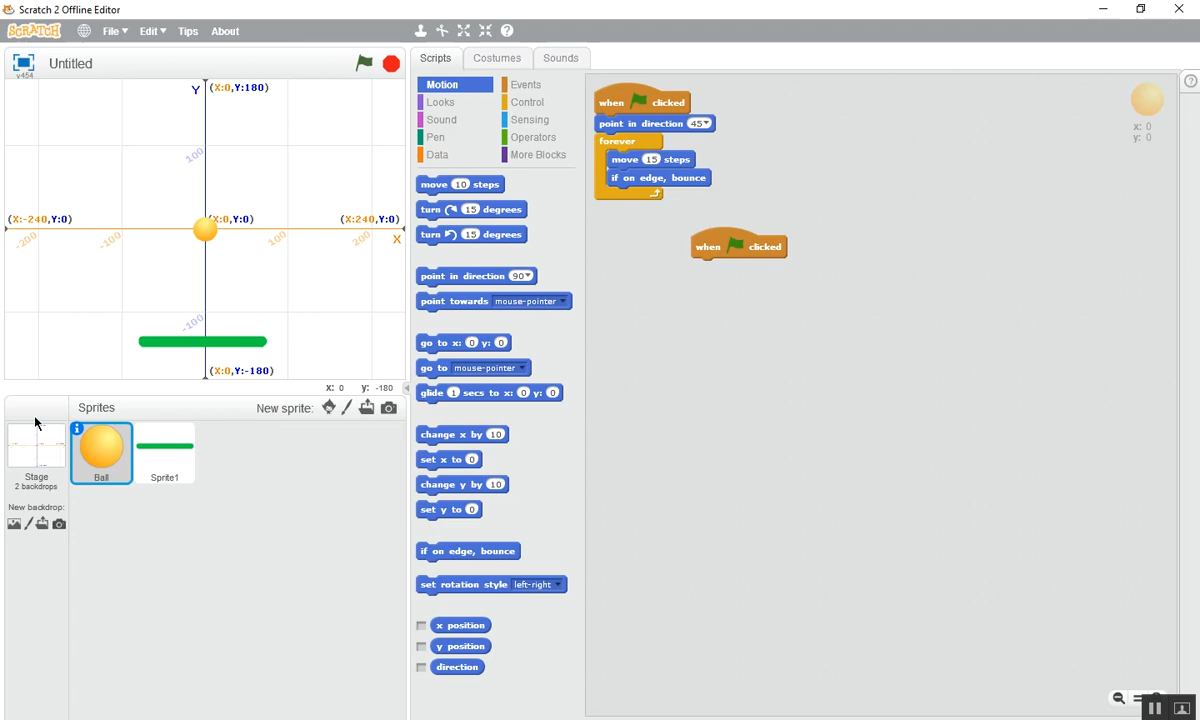 Scratch 2 Offline Editor
SCRATCH File Edit Tips About
v454 Untitled
Y (X:0,Y:180)
100
(X:-240,Y:0) (X:0,Y:0) (X:240,Y:0)
-200 -100 100 200 X
-100
(X:0,Y:-180)
x: 0 y: -180
Sprites New sprite:
Stage
2 backdrops
New backdrop:
Ball
Sprite1
Scripts Costumes Sounds
Motion Events
Looks Control
Sound Sensing
Pen Operators
Data More Blocks
move 10 steps
turn 15 degrees
turn 15 degrees
point in direction 90
point towards mouse-pointer
go to x: 0 y: 0
go to mouse-pointer
glide 1 secs to x: 0 y: 0
change x by 10
set x to 0
change y by 10
set y to 0
if on edge, bounce
set rotation style left-right
x position
y position
direction
when clicked
point in direction 45
forever
move 15 steps
if on edge, bounce
when clicked
x: 0
y: 0